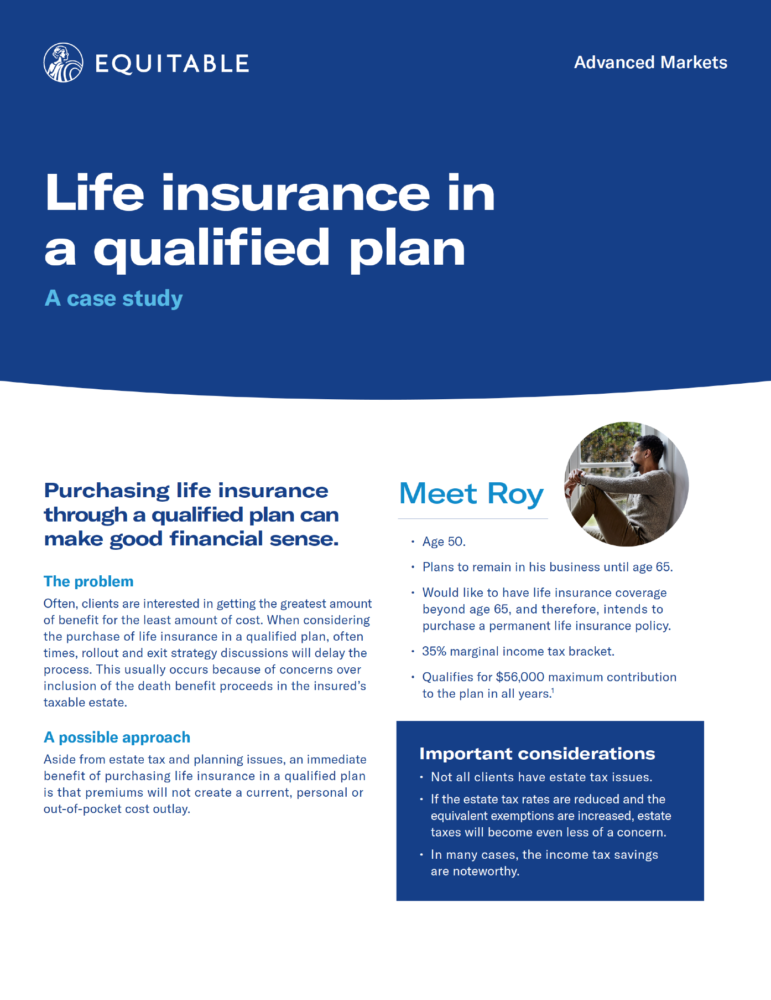 EQUITABLE
Advanced Markets
Life insurance in
a qualified plan
A case study
Purchasing life insurance
through a qualified plan can
make good financial sense.
The problem
Often, clients are interested in getting the greatest amount
of benefit for the least amount of cost. When considering
the purchase of life insurance in a qualified plan, often
times, rollout and exit strategy discussions will delay the
process. This usually occurs because of concerns over
inclusion of the death benefit proceeds in the insured’s
taxable estate.
A possible approach
Aside from estate tax and planning issues, an immediate
benefit of purchasing life insurance in a qualified plan
is that premiums will not create a current, personal or
out-of-pocket cost outlay.
Meet Roy
• Age 50.
• Plans to remain in his business until age 65.
• Would like to have life insurance coverage
beyond age 65, and therefore, intends to
purchase a permanent life insurance policy.
• 35% marginal income tax bracket.
• Qualifies for $56,000 maximum contribution
to the plan in all years.¹
Important considerations
• Not all clients have estate tax issues.
• If the estate tax rates are reduced and the
equivalent exemptions are increased, estate
taxes will become even less of a concern.
• In many cases, the income tax savings
are noteworthy.